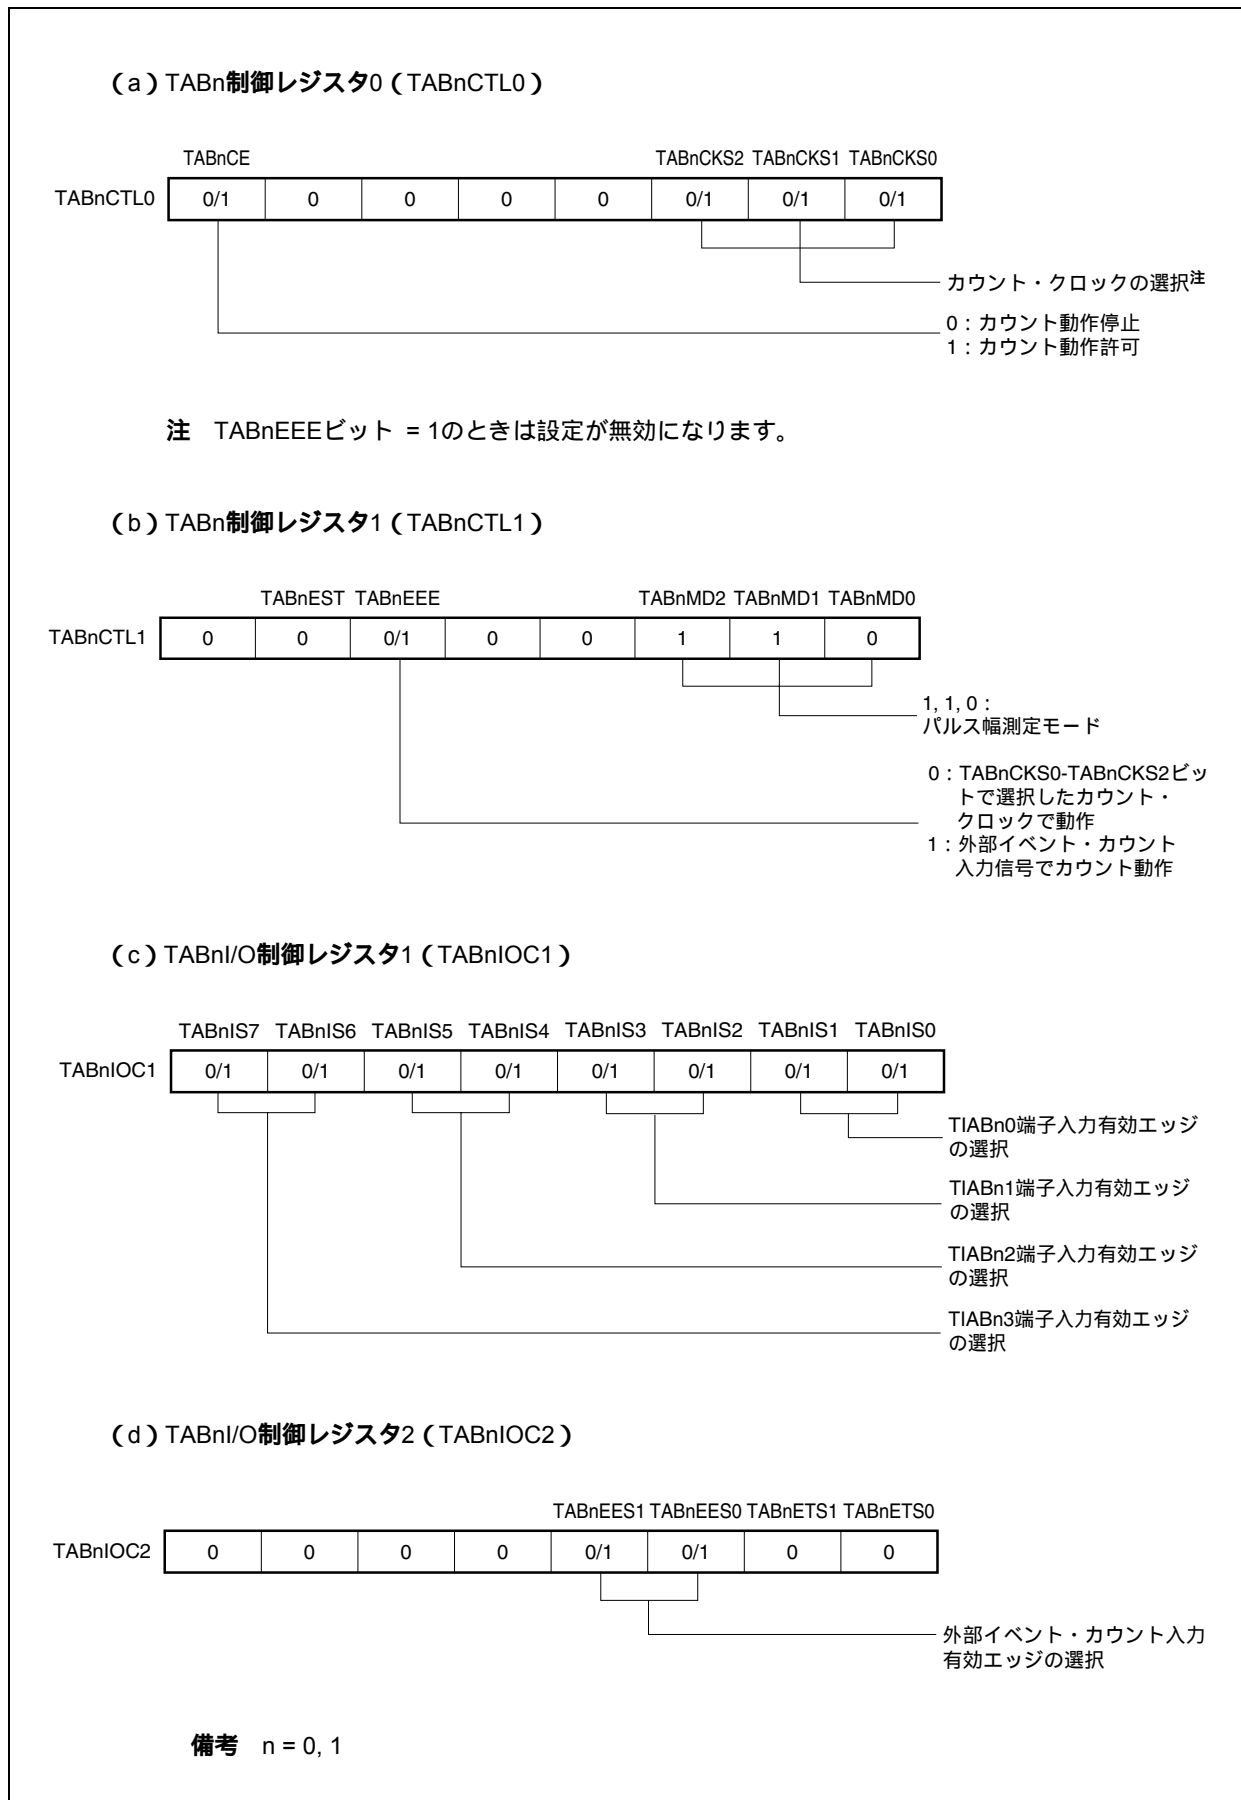 (a)TABn制御レジスタ0(TABnCTL0)
TABnCE TABnCKS2 TABnCKS1 TABnCKS0
TABnCTL0 0/1 0 0 0 0 0/1 0/1 0/1
カウント・クロックの選択注
0：カウント動作停止
1：カウント動作許可
注 TABnEEEビット = 1のときは設定が無効になります。
(b)TABn制御レジスタ1(TABnCTL1)
TABnEST TABnEEE TABnMD2 TABnMD1 TABnMD0
TABnCTL1 0 0 0/1 0 0 1 1 0
1, 1, 0：
パルス幅測定モード
0：TABnCKS0-TABnCKS2ビッ
トで選択したカウント・
クロックで動作
1：外部イベント・カウント
入力信号でカウント動作
(c)TABnI/O制御レジスタ1(TABnIOC1)
TABnIS7 TABnIS6 TABnIS5 TABnIS4 TABnIS3 TABnIS2 TABnIS1 TABnIS0
TABnIOC1 0/1 0/1 0/1 0/1 0/1 0/1 0/1 0/1
TIABn0端子入力有効エッジ
の選択
TIABn1端子入力有効エッジ
の選択
TIABn2端子入力有効エッジ
の選択
TIABn3端子入力有効エッジ
の選択
(d)TABnI/O制御レジスタ2(TABnIOC2)
TABnEES1 TABnEES0 TABnETS1 TABnETS0
TABnIOC2 0 0 0 0 0/1 0/1 0 0
外部イベント・カウント入力
有効エッジの選択
備考 n = 0, 1